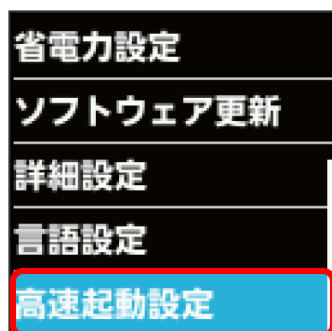 省電力設定
ソフトウェア更新
詳細設定
言語設定
高速起動設定